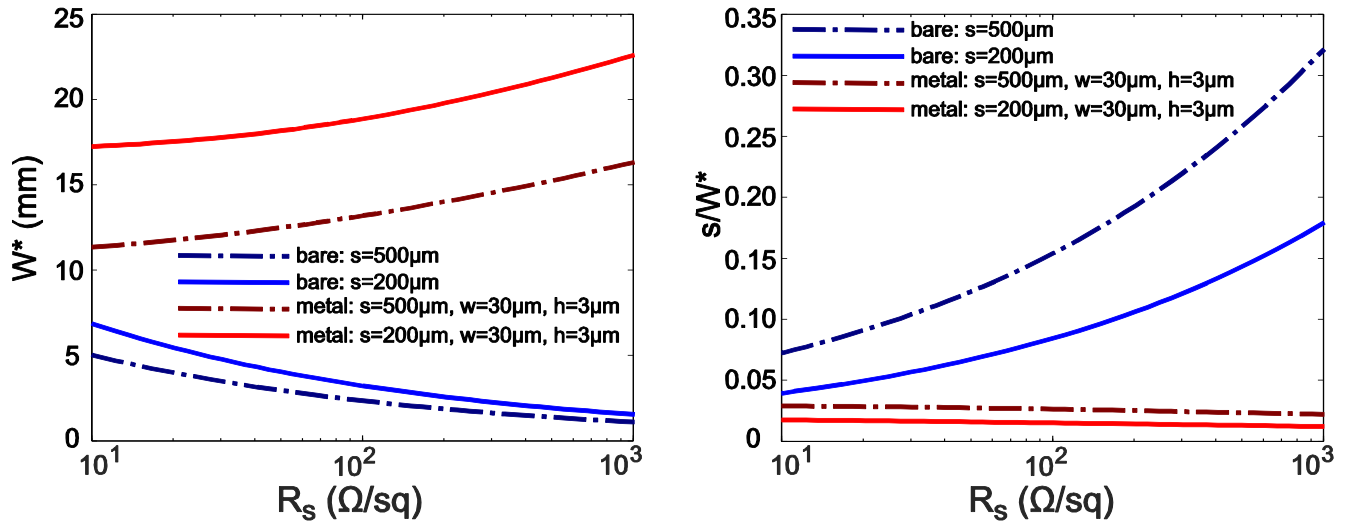 25
20
15
10
5
0
W* (mm)
bare: s=500µm
bare: s=200µm
metal: s=500µm, w=30µm, h=3µm
metal: s=200µm, w=30µm, h=3µm
10¹ 10² 10³
Rₛ (Ω/sq)
0.35
0.30
0.25
0.20
0.15
0.10
0.05
0
s/W*
bare: s=500µm
bare: s=200µm
metal: s=500µm, w=30µm, h=3µm
metal: s=200µm, w=30µm, h=3µm
10¹ 10² 10³
Rₛ (Ω/sq)